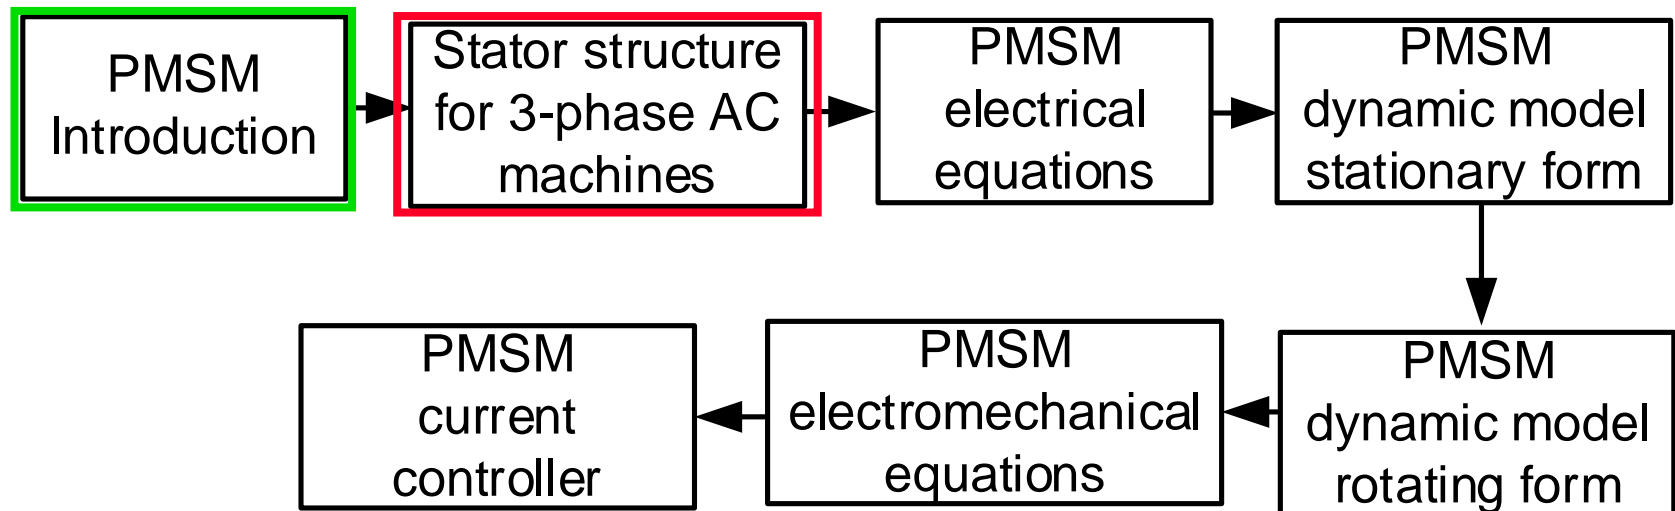 PMSM
Introduction
Stator structure
for 3-phase AC
machines
PMSM
electrical
equations
PMSM
dynamic model
stationary form
PMSM
dynamic model
rotating form
PMSM
electromechanical
equations
PMSM
current
controller